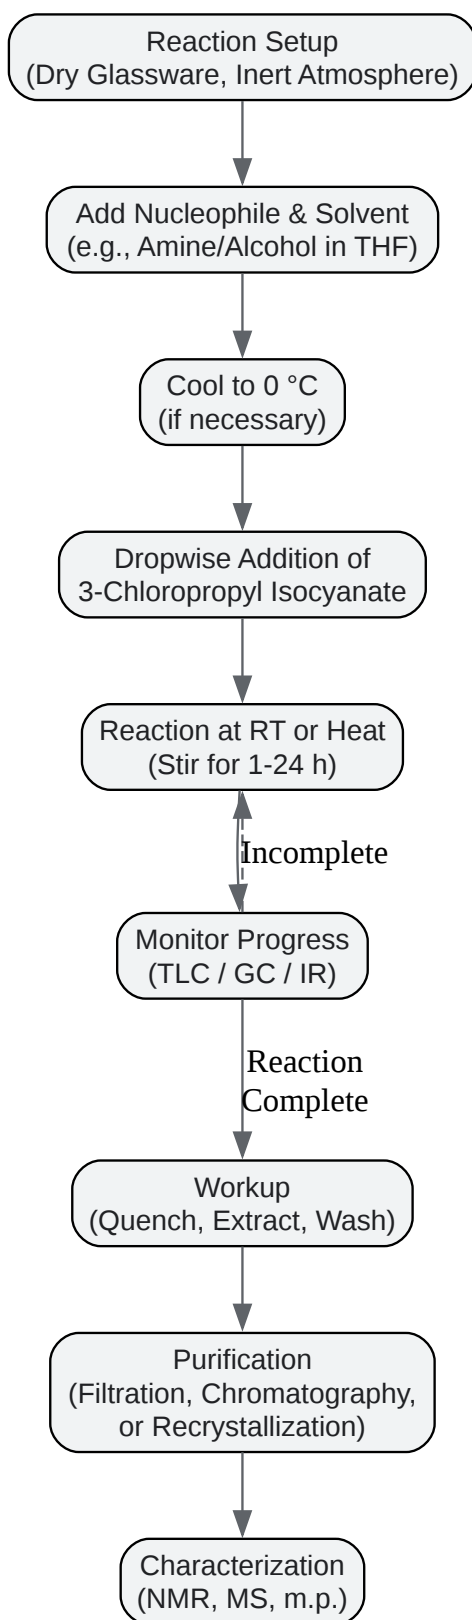 Reaction Setup
(Dry Glassware, Inert Atmosphere)
Add Nucleophile & Solvent
(e.g., Amine/Alcohol in THF)
Cool to 0 °C
(if necessary)
Dropwise Addition of
3-Chloropropyl Isocyanate
Reaction at RT or Heat
(Stir for 1-24 h)
Incomplete
Monitor Progress
(TLC / GC / IR)
Reaction
Complete
Workup
(Quench, Extract, Wash)
Purification
(Filtration, Chromatography,
or Recrystallization)
Characterization
(NMR, MS, m.p.)